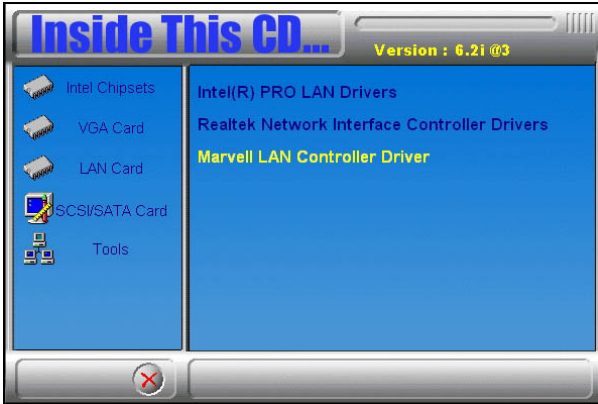 Inside This CD...
Version : 6.2i @3
Intel Chipsets
VGA Card
LAN Card
SCSI/SATA Card
Tools
Intel(R) PRO LAN Drivers
Realtek Network Interface Controller Drivers
Marvell LAN Controller Driver